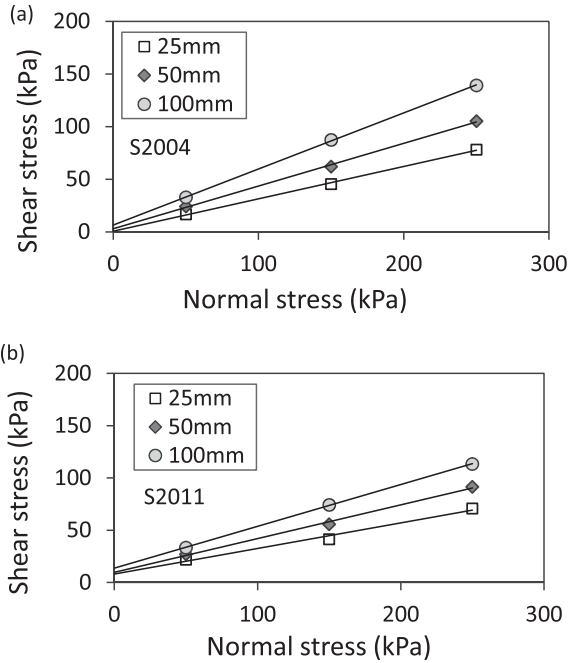 (a)
200
150
100
50
0
Shear stress (kPa)
25mm
50mm
100mm
S2004
0 100 200 300
Normal stress (kPa)
(b)
200
150
100
50
0
Shear stress (kPa)
25mm
50mm
100mm
S2011
0 100 200 300
Normal stress (kPa)